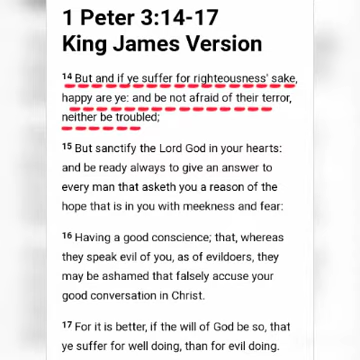 1 Peter 3:14-17
King James Version
14 But and if ye suffer for righteousness' sake,
happy are ye: and be not afraid of their terror,
neither be troubled;
15 But sanctify the Lord God in your hearts:
and be ready always to give an answer to
every man that asketh you a reason of the
hope that is in you with meekness and fear:
16 Having a good conscience; that, whereas
they speak evil of you, as of evildoers, they
may be ashamed that falsely accuse your
good conversation in Christ.
17 For it is better, if the will of God be so, that
ye suffer for well doing, than for evil doing.